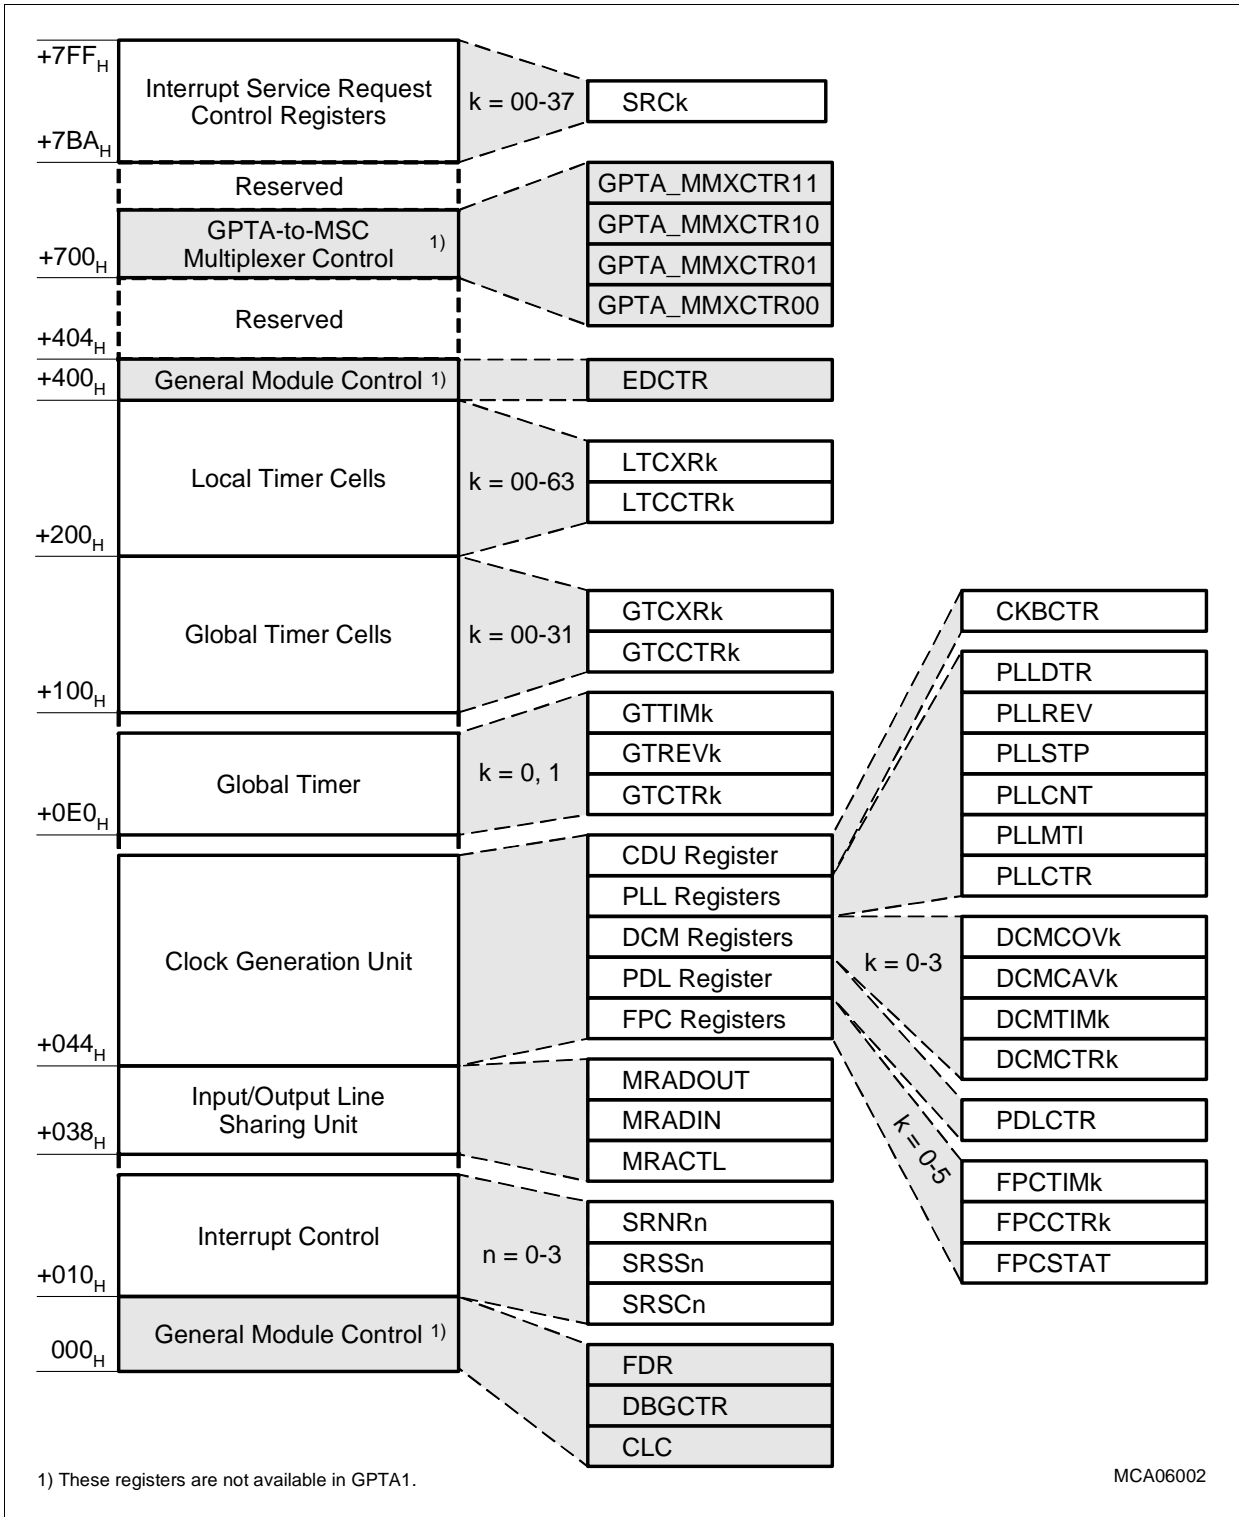 +7FFH
Interrupt Service Request
Control Registers
k = 00-37
SRCk
+7BAH
Reserved
GPTA-to-MSC
Multiplexer Control 1)
+700H
GPTA_MMXCTR11
GPTA_MMXCTR10
GPTA_MMXCTR01
GPTA_MMXCTR00
Reserved
+404H
+400H
General Module Control 1)
EDCTR
Local Timer Cells
k = 00-63
LTCXRk
LTCCTRk
+200H
Global Timer Cells
k = 00-31
GTCXRk
GTCCTRk
+100H
Global Timer
k = 0, 1
GTTIMk
GTREVk
GTCTRk
+0E0H
Clock Generation Unit
CDU Register
PLL Registers
DCM Registers
PDL Register
FPC Registers
CKBCTR
PLLDTR
PLLREV
PLLSTP
PLLCNT
PLLMTI
PLLCTR
k = 0-3
DCMCOVk
DCMCAVk
DCMTIMk
DCMCTRk
PDLCTR
k = 0-5
FPCTIMk
FPCCTRk
FPCSTAT
+044H
Input/Output Line
Sharing Unit
+038H
MRADOUT
MRADIN
MRACTL
Interrupt Control
n = 0-3
SRNRn
SRSSn
SRSCn
+010H
General Module Control 1)
000H
FDR
DBGCTR
CLC
1) These registers are not available in GPTA1.
MCA06002